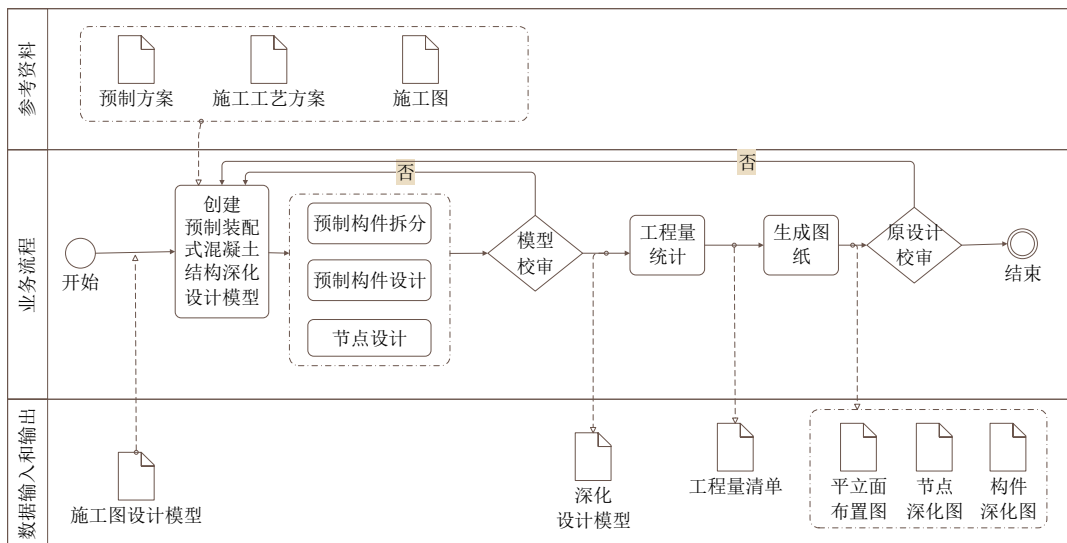 参考资料
预制方案
施工工艺方案
施工图
业务流程
开始
创建
预制装配
式混凝土
结构深化
设计模型
预制构件拆分
预制构件设计
节点设计
否
模型
校审
工程量
统计
生成图
纸
否
原设计
校审
结束
数据输入和输出
施工图设计模型
深化
设计模型
工程量清单
平立面
布置图
节点
深化图
构件
深化图